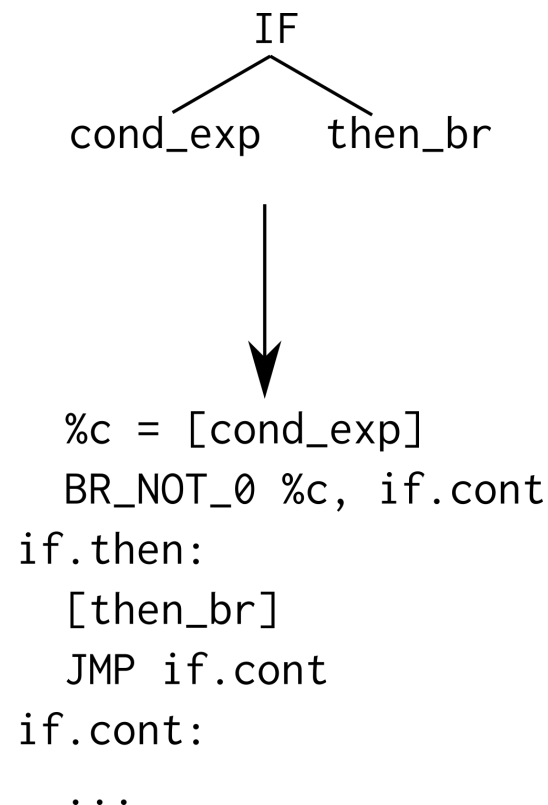 IF
cond_exp then_br
%c = [cond_exp]
BR_NOT_0 %c, if.cont
if.then:
[then_br]
JMP if.cont
if.cont:
...